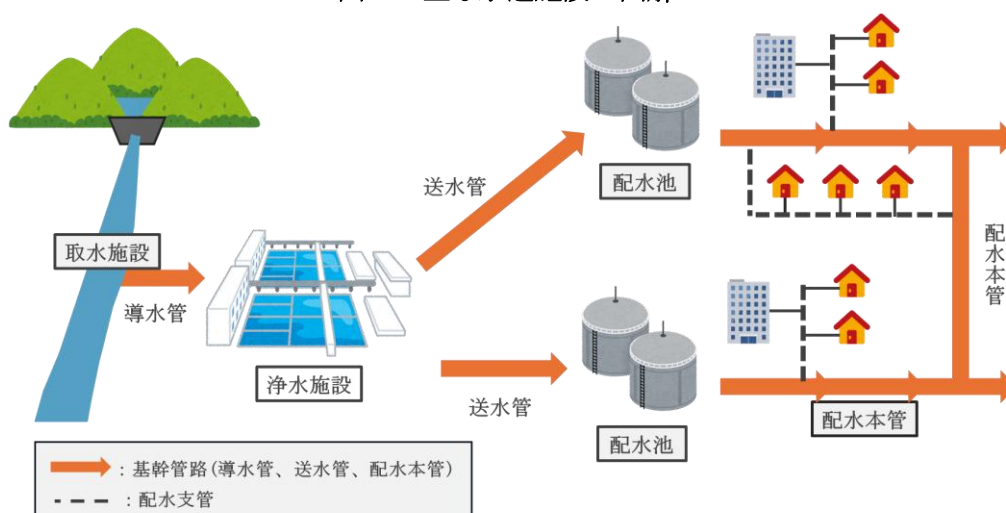 送水管
配水池
取水施設
導水管
浄水施設
配水本管
送水管
配水池
配水本管
：基幹管路(導水管、送水管、配水本管)
：配水支管